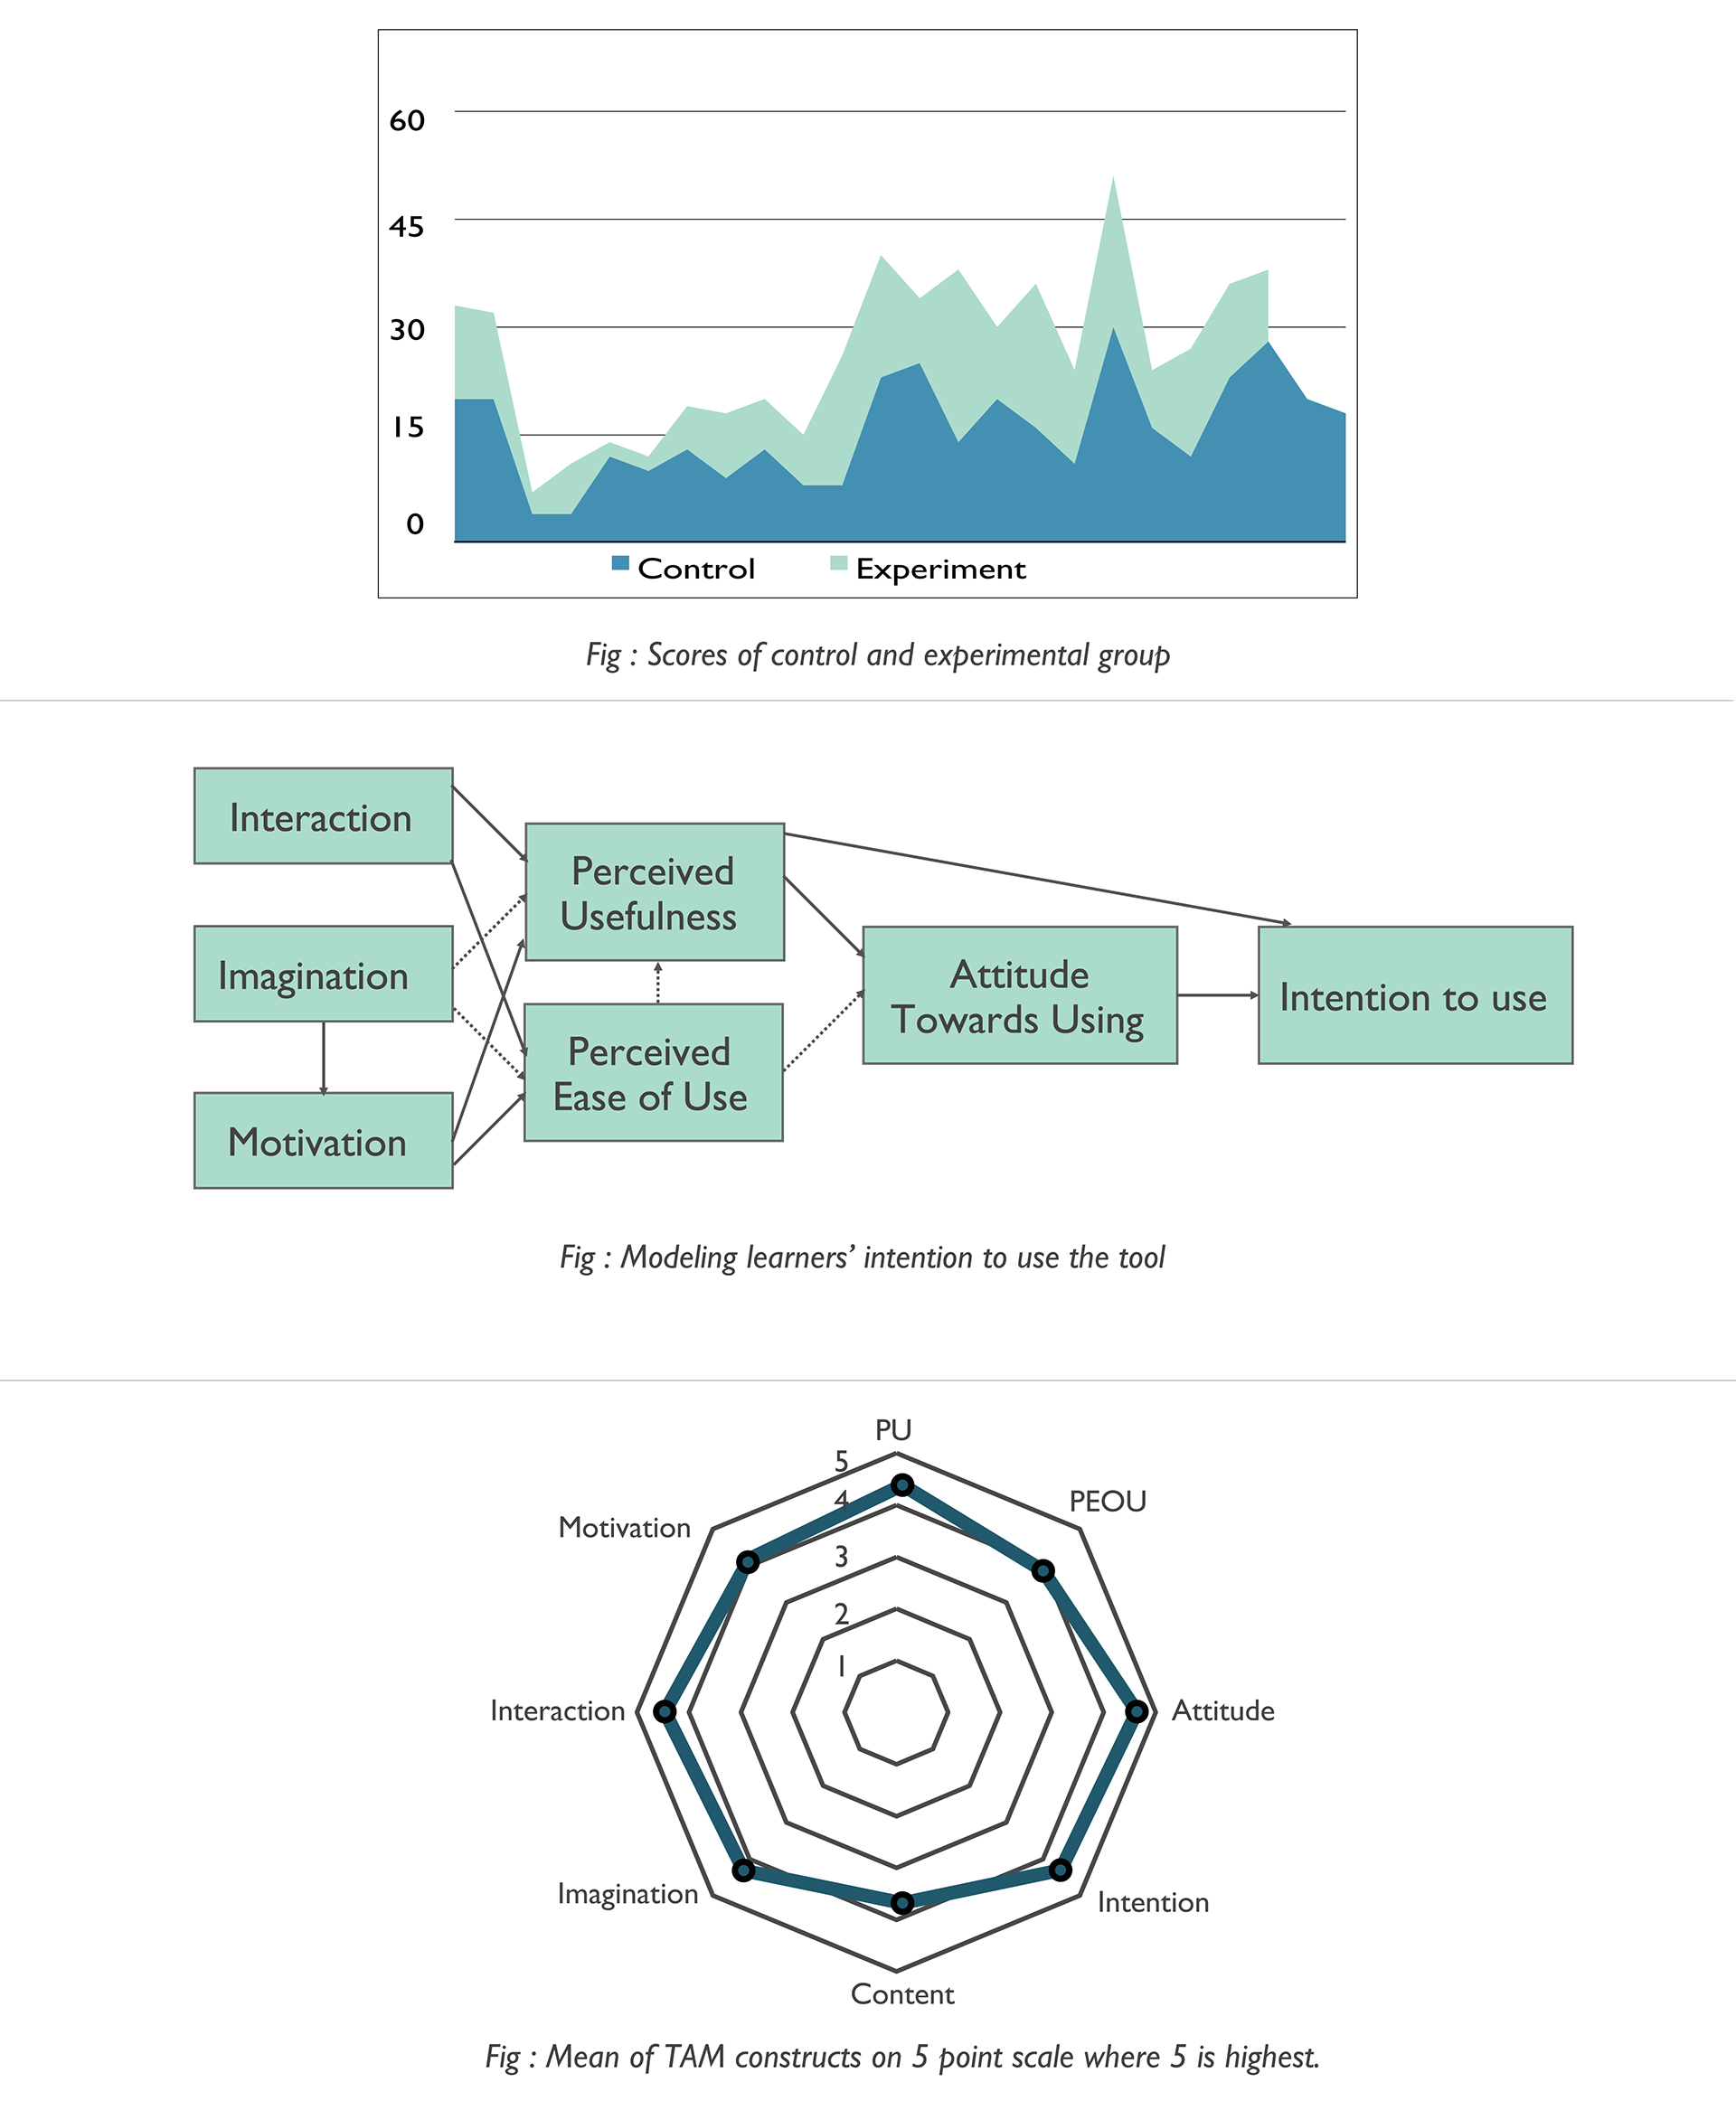 60
45
30
15
0
Control Experiment
Fig : Scores of control and experimental group
Interaction
Perceived
Usefulness
Imagination
Attitude
Towards Using
Intention to use
Perceived
Ease of Use
Motivation
Fig : Modeling learners’ intention to use the tool
PU
5
PEOU
4
Motivation
3
2
1
Interaction
Attitude
Imagination
Intention
Content
Fig : Mean of TAM constructs on 5 point scale where 5 is highest.